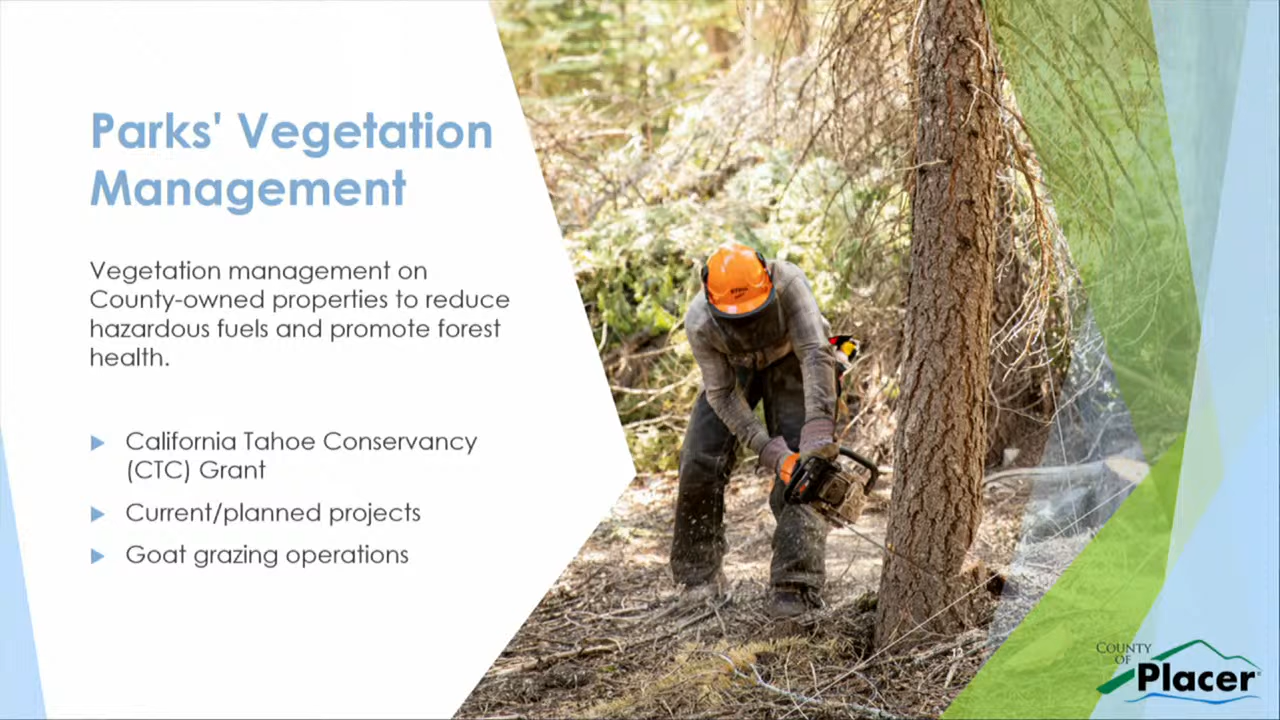 Parks' Vegetation
Management
Vegetation management on
County-owned properties to reduce
hazardous fuels and promote forest
health.
California Tahoe Conservancy
(CTC) Grant
Current/planned projects
Goat grazing operations
COUNTY
OF
Placer